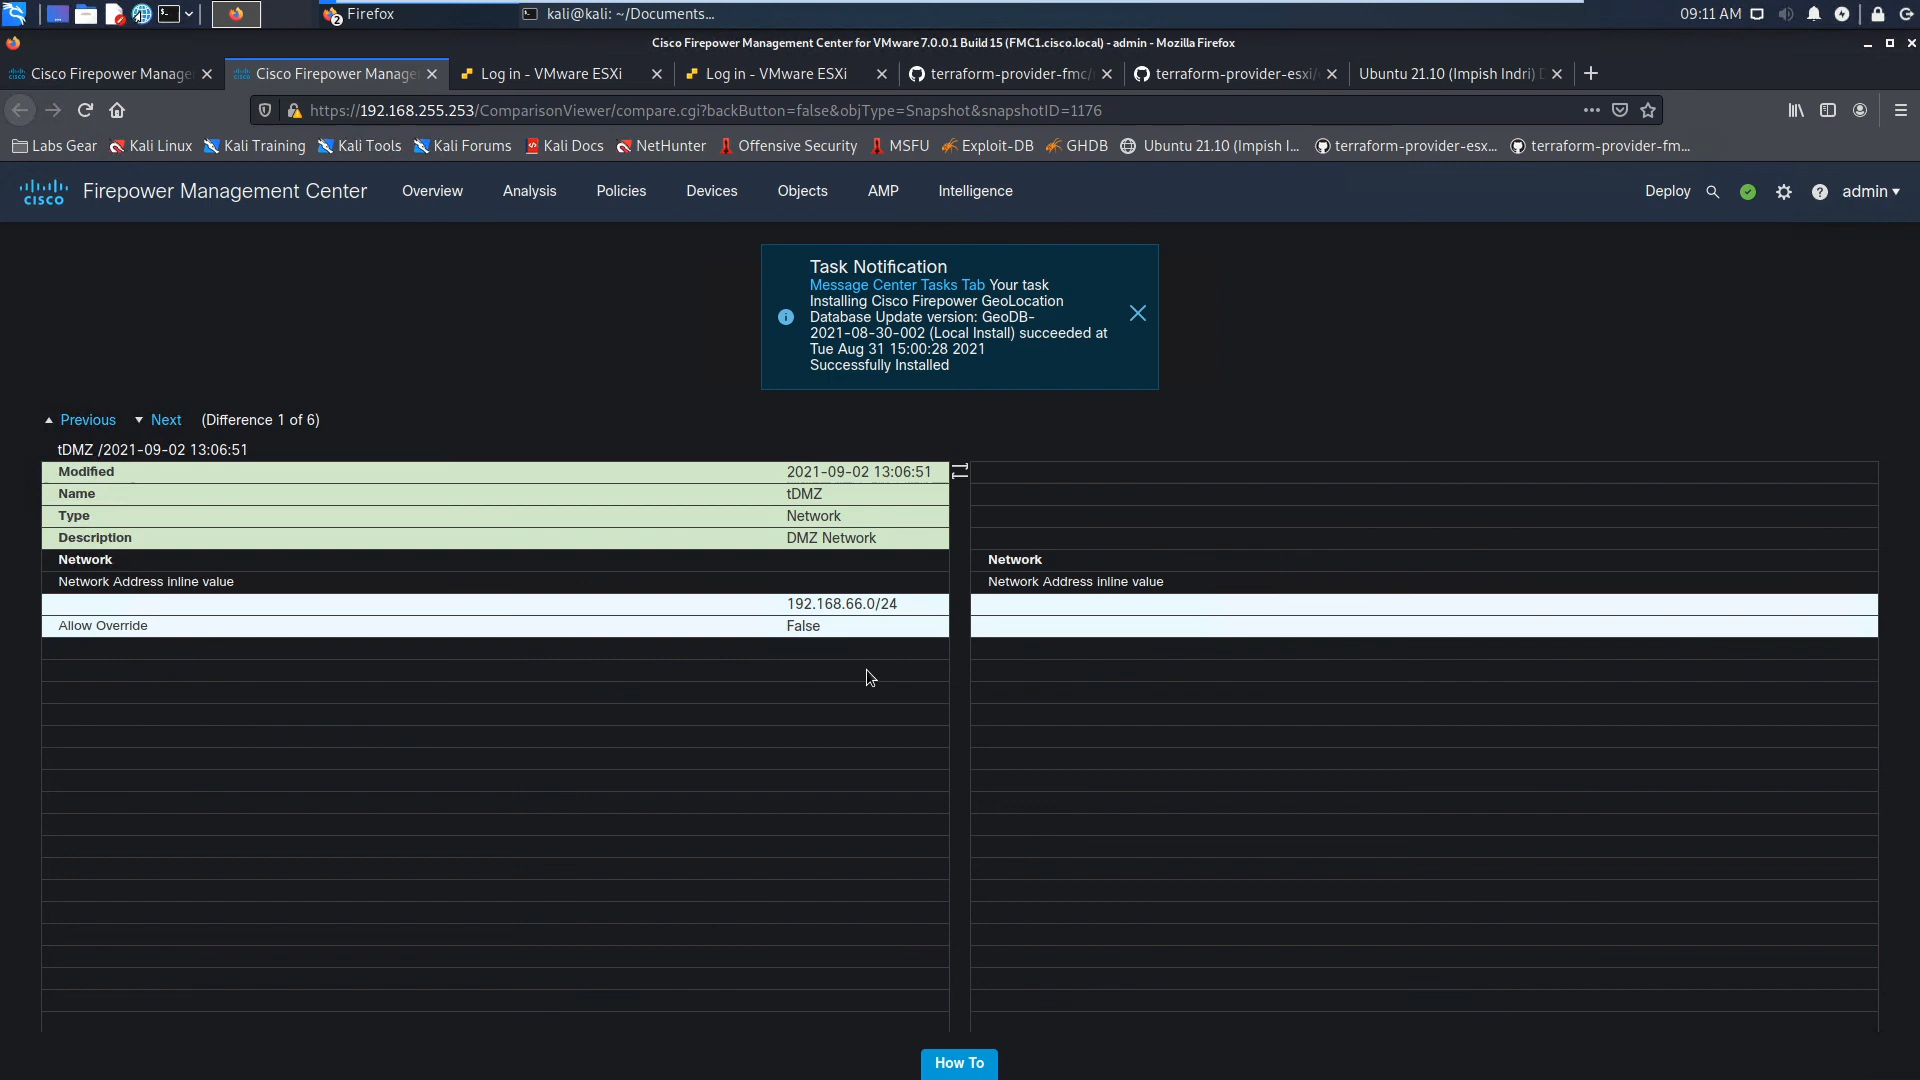 Firefox
2
kali@kali: ~/Documents...
09:11 AM
Cisco Firepower Management Center for VMware 7.0.0.1 Build 15 (FMC1.cisco.local) - admin - Mozilla Firefox
Cisco Firepower Manage
Cisco Firepower Manage
Log in - VMware ESXi
Log in - VMware ESXi
terraform-provider-fmc/
terraform-provider-esxi/
Ubuntu 21.10 (Impish Indri)
https://192.168.255.253/ComparisonViewer/compare.cgi?backButton=false&objType=Snapshot&snapshotID=1176
Labs Gear
Kali Linux
Kali Training
Kali Tools
Kali Forums
Kali Docs
NetHunter
Offensive Security
MSFU
Exploit-DB
GHDB
Ubuntu 21.10 (Impish I...
terraform-provider-esx...
terraform-provider-fm...
cisco
Firepower Management Center
Overview
Analysis
Policies
Devices
Objects
AMP
Intelligence
Deploy
admin
Task Notification
Message Center Tasks Tab Your task
Installing Cisco Firepower GeoLocation
Database Update version: GeoDB-
2021-08-30-002 (Local Install) succeeded at
Tue Aug 31 15:00:28 2021
Successfully Installed
Previous
Next
(Difference 1 of 6)
tDMZ /2021-09-02 13:06:51
Modified 2021-09-02 13:06:51
Name tDMZ
Type Network
Description DMZ Network
Network
Network
Network Address inline value
Network Address inline value
192.168.66.0/24
Allow Override False
How To